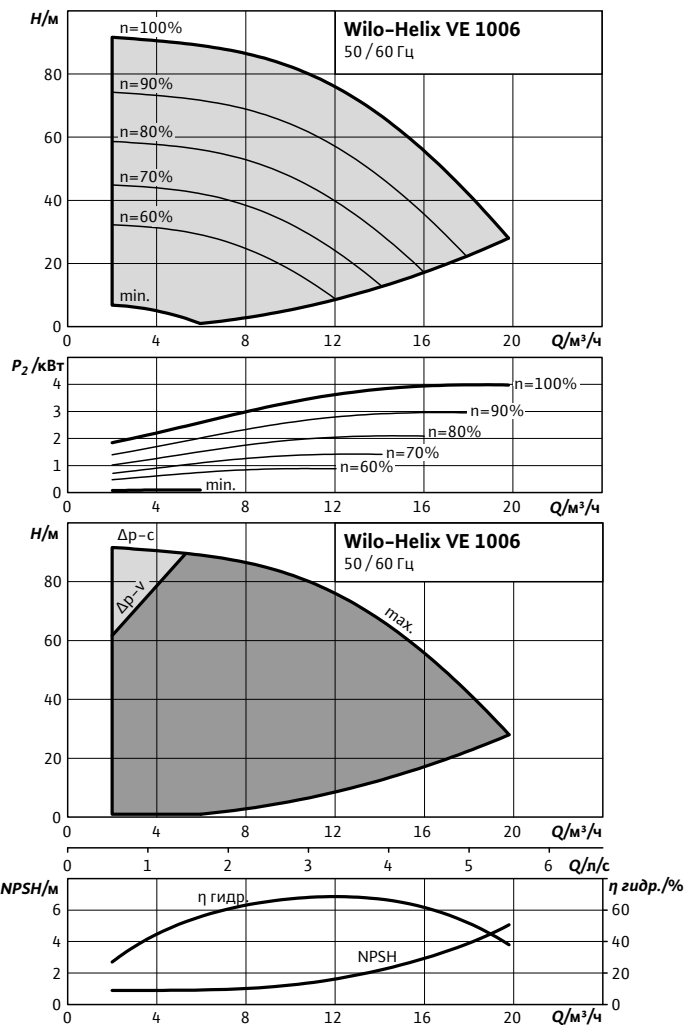 H/м
Wilo-Helix VE 1006
50 / 60 Гц
n=100%
80
n=90%
60
n=80%
40
n=70%
n=60%
20
min.
0
0 4 8 12 16 20 Q/м³/ч
P2 /кВт
4
n=100%
3
n=90%
2
n=80%
1
n=70%
n=60%
min.
0
0 4 8 12 16 20 Q/м³/ч
H/м
Δp-c
Wilo-Helix VE 1006
50 / 60 Гц
80
Δp-v
max.
60
40
20
0
0 4 8 12 16 20 Q/м³/ч
0 1 2 3 4 5 6 Q/л/с
NPSH/м
η гидр./%
η гидр.
6 60
4 40
NPSH
2 20
0 0
0 4 8 12 16 20 Q/м³/ч